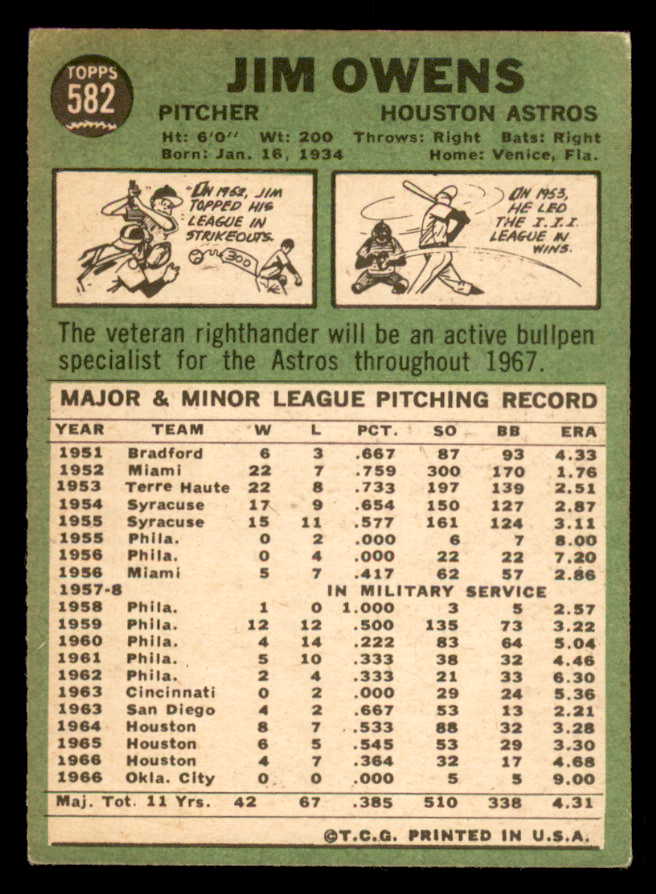 TOPPS
582
JIM OWENS
PITCHER HOUSTON ASTROS
Ht: 6'0" Wt: 200 Throws: Right Bats: Right
Born: Jan. 16, 1934 Home: Venice, Fla.
ON 1952, JIM
TOPPED HIS
LEAGUE IN
STRIKEOUTS.
300
ON 1953,
HE LED
THE I.I.I.
LEAGUE IN
WINS.
The veteran righthander will be an active bullpen
specialist for the Astros throughout 1967.
MAJOR & MINOR LEAGUE PITCHING RECORD
YEAR TEAM W L PCT. SO BB ERA
1951 Bradford 6 3 .667 87 93 4.33
1952 Miami 22 7 .759 300 170 1.76
1953 Terre Haute 22 8 .733 197 139 2.51
1954 Syracuse 17 9 .654 150 127 2.87
1955 Syracuse 15 11 .577 161 124 3.11
1955 Phila. 0 2 .000 6 7 8.00
1956 Phila. 0 4 .000 22 22 7.20
1956 Miami 5 7 .417 62 57 2.86
1957-8 IN MILITARY SERVICE
1958 Phila. 1 0 1.000 3 5 2.57
1959 Phila. 12 12 .500 135 73 3.22
1960 Phila. 4 14 .222 83 64 5.04
1961 Phila. 5 10 .333 38 32 4.46
1962 Phila. 2 4 .333 21 33 6.30
1963 Cincinnati 0 2 .000 29 24 5.36
1963 San Diego 4 2 .667 53 13 2.21
1964 Houston 8 7 .533 88 32 3.28
1965 Houston 6 5 .545 53 29 3.30
1966 Houston 4 7 .364 32 17 4.68
1966 Okla. City 0 0 .000 5 5 9.00
Maj. Tot. 11 Yrs. 42 67 .385 510 338 4.31
©T.C.G. PRINTED IN U.S.A.